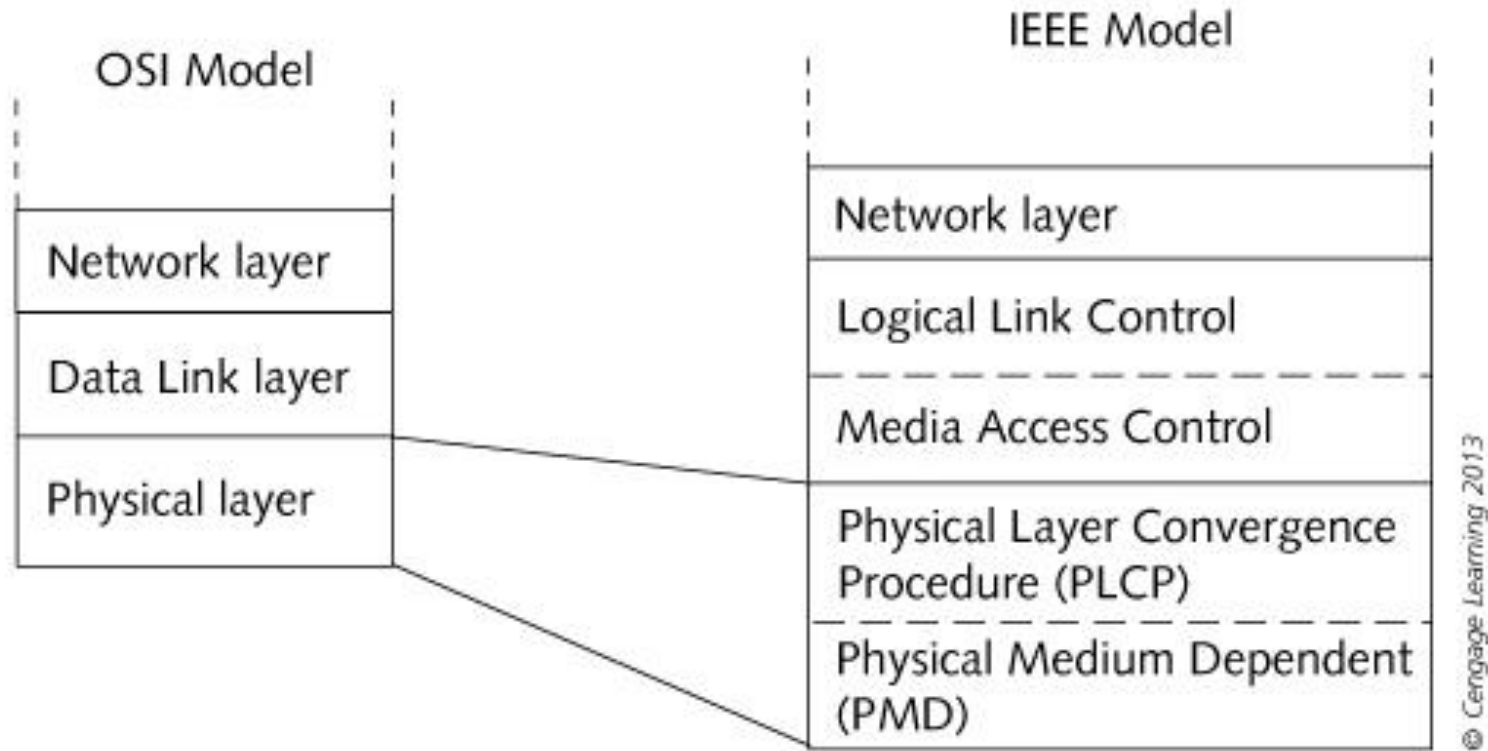 OSI Model
Network layer
Data Link layer
Physical layer
IEEE Model
Network layer
Logical Link Control
Media Access Control
Physical Layer Convergence
Procedure (PLCP)
Physical Medium Dependent
(PMD)
© Cengage Learning 2013